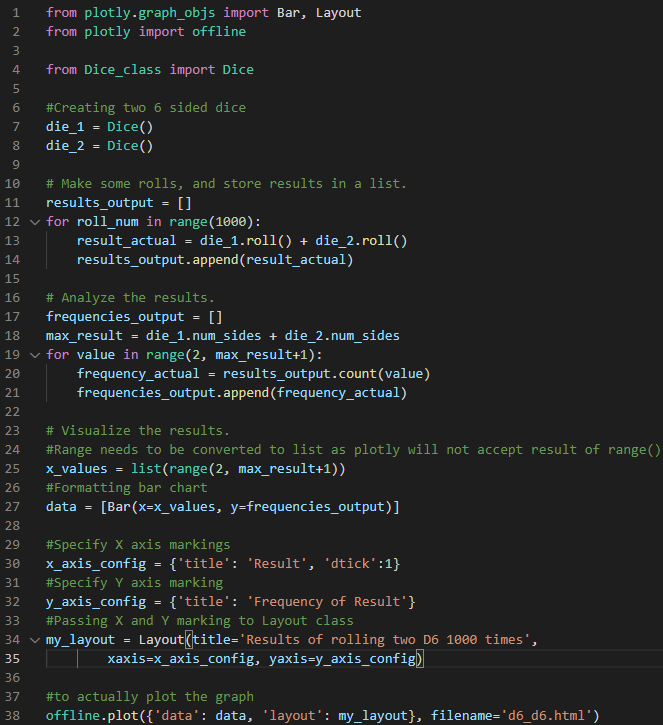 1 from plotly.graph_objs import Bar, Layout
2 from plotly import offline
3
4 from Dice_class import Dice
5
6 #Creating two 6 sided dice
7 die_1 = Dice()
8 die_2 = Dice()
9
10 # Make some rolls, and store results in a list.
11 results_output = []
12 for roll_num in range(1000):
13     result_actual = die_1.roll() + die_2.roll()
14     results_output.append(result_actual)
15
16 # Analyze the results.
17 frequencies_output = []
18 max_result = die_1.num_sides + die_2.num_sides
19 for value in range(2, max_result+1):
20     frequency_actual = results_output.count(value)
21     frequencies_output.append(frequency_actual)
22
23 # Visualize the results.
24 #Range needs to be converted to list as plotly will not accept result of range()
25 x_values = list(range(2, max_result+1))
26 #Formatting bar chart
27 data = [Bar(x=x_values, y=frequencies_output)]
28
29 #Specify X axis markings
30 x_axis_config = {'title': 'Result', 'dtick':1}
31 #Specify Y axis marking
32 y_axis_config = {'title': 'Frequency of Result'}
33 #Passing X and Y marking to Layout class
34 my_layout = Layout(title='Results of rolling two D6 1000 times',
35         xaxis=x_axis_config, yaxis=y_axis_config)
36
37 #to actually plot the graph
38 offline.plot({'data': data, 'layout': my_layout}, filename='d6_d6.html')